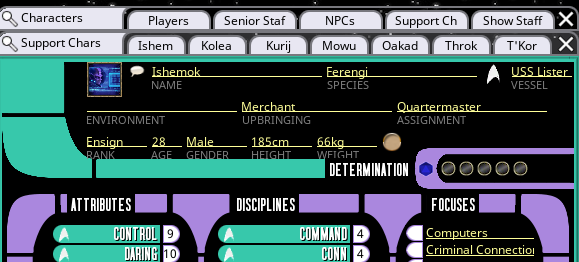 Characters Players Senior Staf NPCs Support Ch Show Staff
Support Chars Ishem Kolea Kurij Mowu Oakad Throk T'Kor
Ishemok Ferengi USS Lister
NAME SPECIES VESSEL
Merchant Quartermaster
ENVIRONMENT UPBRINGING ASSIGNMENT
Ensign 28 Male 185cm 66kg
RANK AGE GENDER HEIGHT WEIGHT
DETERMINATION
ATTRIBUTES DISCIPLINES FOCUSES
CONTROL 9 COMMAND 4 Computers
DARING 10 CONN 4 Criminal Connectio